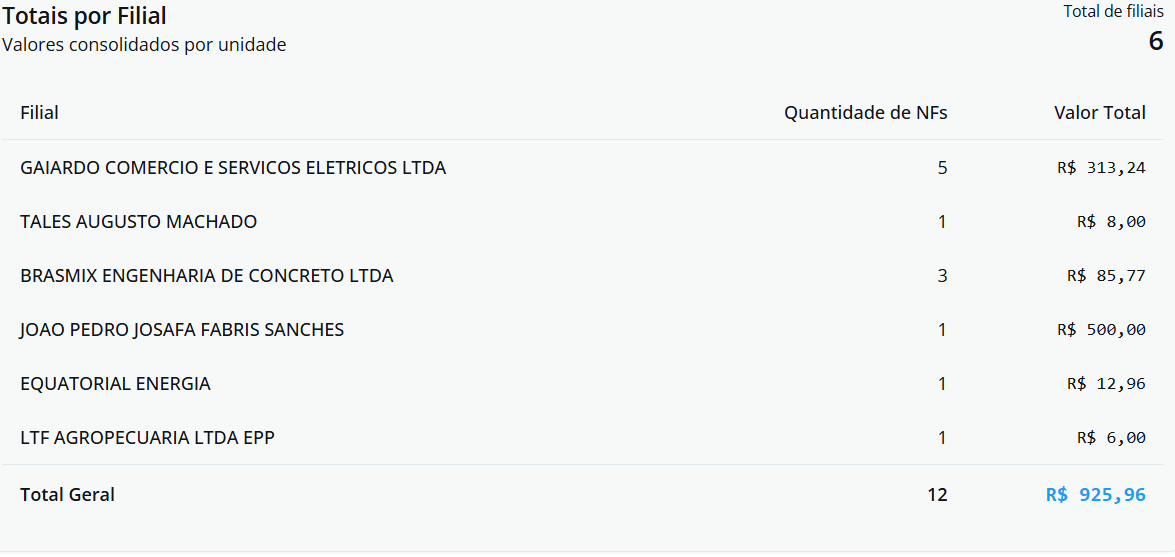 Totais por Filial
Total de filiais
Valores consolidados por unidade
6
Filial Quantidade de NFs Valor Total
GAIARDO COMERCIO E SERVICOS ELETRICOS LTDA 5 R$ 313,24
TALES AUGUSTO MACHADO 1 R$ 8,00
BRASMIX ENGENHARIA DE CONCRETO LTDA 3 R$ 85,77
JOAO PEDRO JOSAFA FABRIS SANCHES 1 R$ 500,00
EQUATORIAL ENERGIA 1 R$ 12,96
LTF AGROPECUARIA LTDA EPP 1 R$ 6,00
Total Geral 12 R$ 925,96